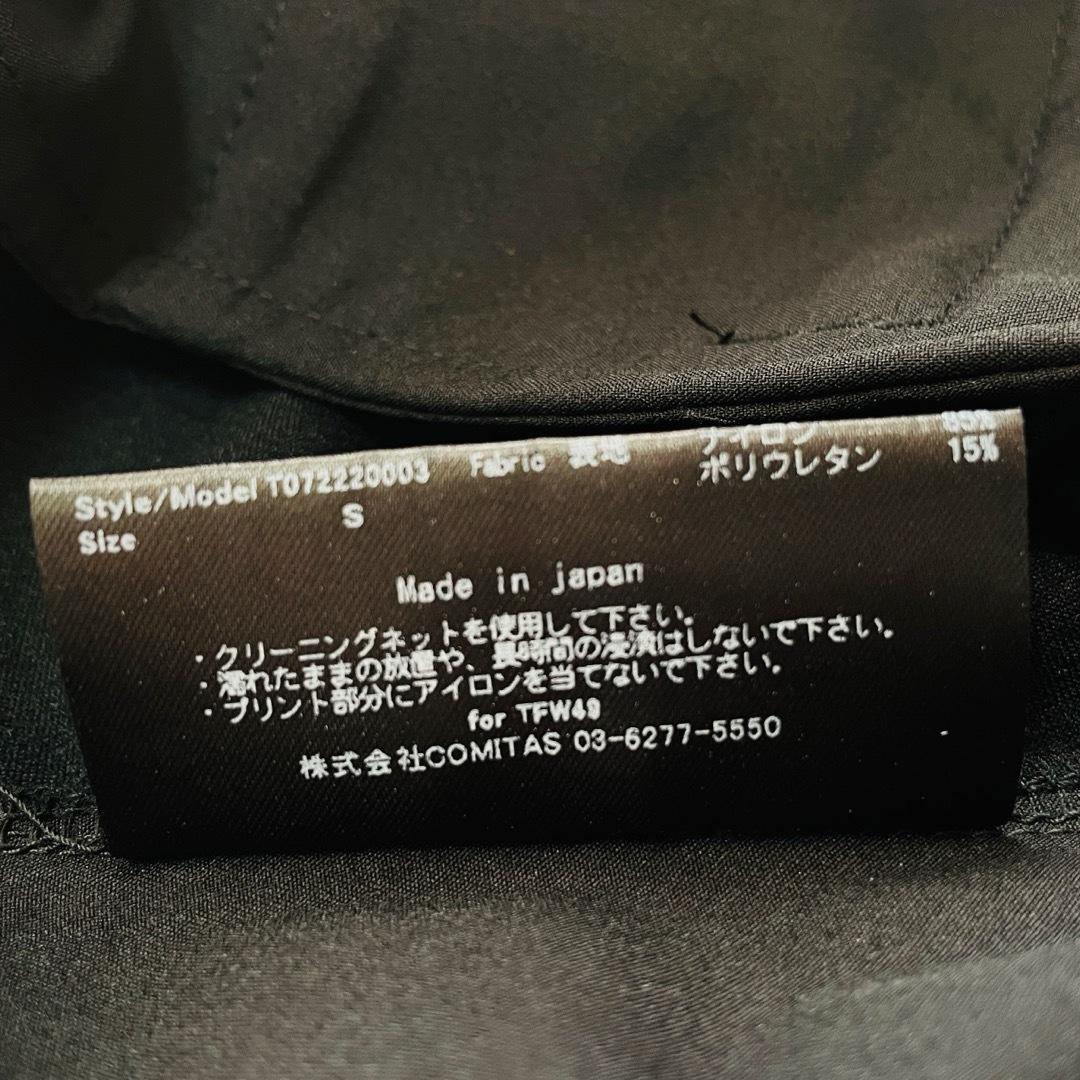 Style/Model T072220003 Fabric 表地 ナイロン 85%
Size S ポリウレタン 15%
Made in japan
・クリーニングネットを使用して下さい。
・濡れたままの放置や、長時間の浸漬はしないで下さい。
・プリント部分にアイロンを当てないで下さい。
for TFW49
株式会社COMITAS 03-6277-5550